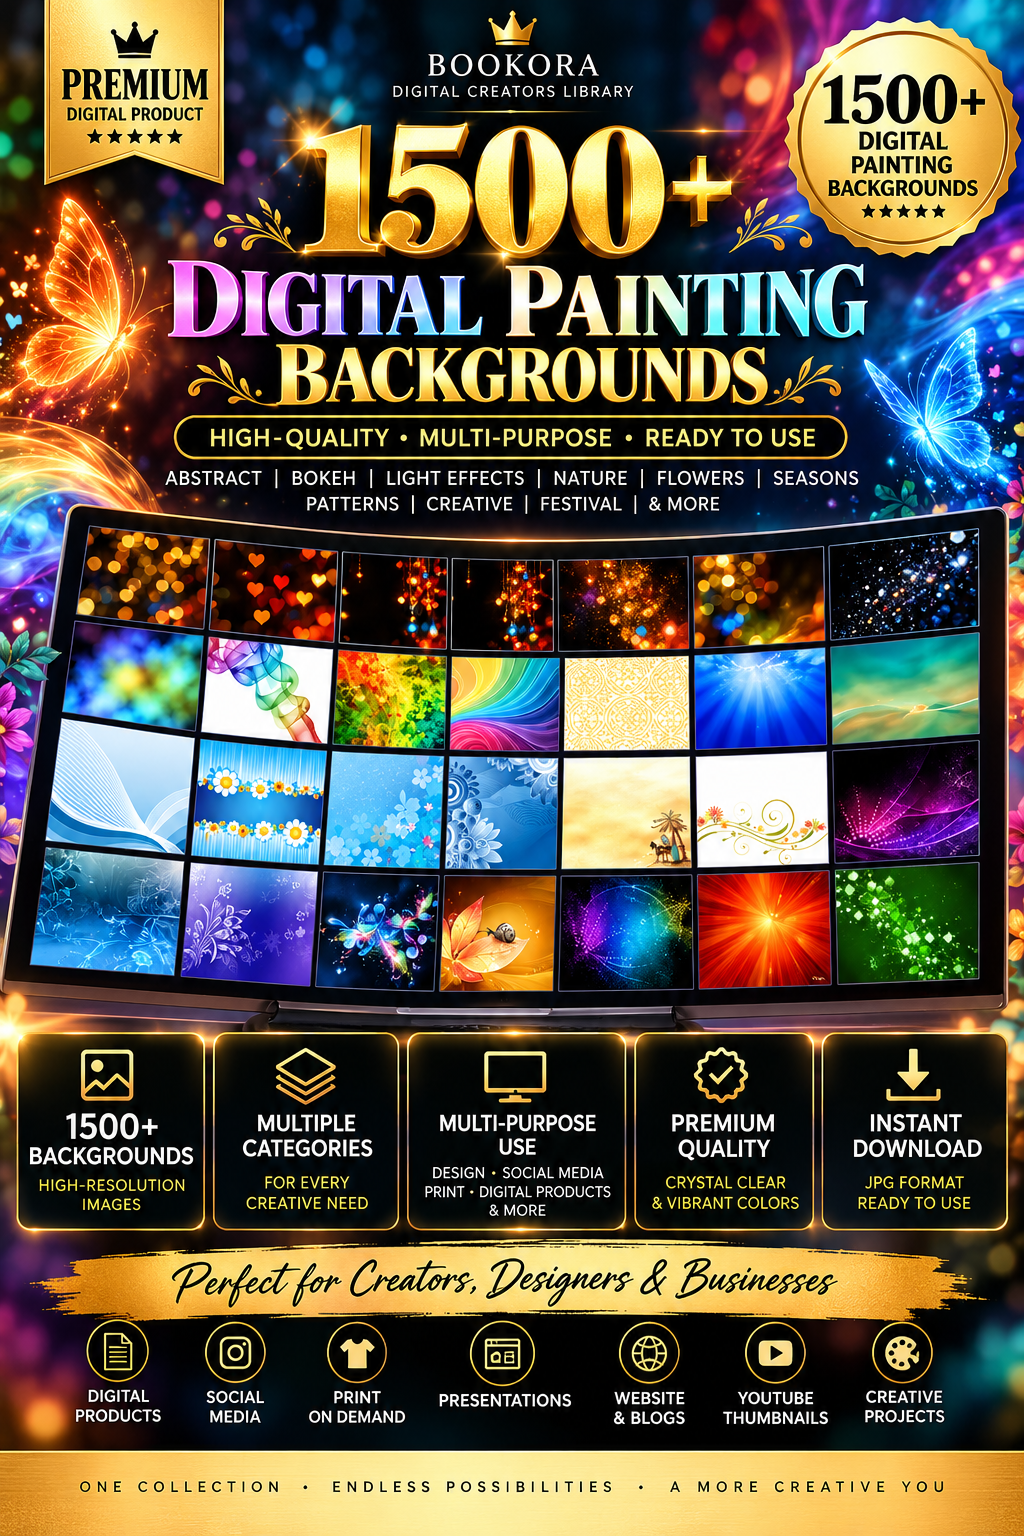 PREMIUM
DIGITAL PRODUCT
BOOKORA
DIGITAL CREATORS LIBRARY
1500+
DIGITAL
PAINTING
BACKGROUNDS
1500+
DIGITAL PAINTING
BACKGROUNDS
HIGH-QUALITY • MULTI-PURPOSE • READY TO USE
ABSTRACT | BOKEH | LIGHT EFFECTS | NATURE | FLOWERS | SEASONS
PATTERNS | CREATIVE | FESTIVAL | & MORE
1500+
BACKGROUNDS
HIGH-RESOLUTION
IMAGES
MULTIPLE
CATEGORIES
FOR EVERY
CREATIVE NEED
MULTI-PURPOSE
USE
DESIGN • SOCIAL MEDIA
PRINT • DIGITAL PRODUCTS
& MORE
PREMIUM
QUALITY
CRYSTAL CLEAR
& VIBRANT COLORS
INSTANT
DOWNLOAD
JPG FORMAT
READY TO USE
Perfect for Creators, Designers & Businesses
DIGITAL
PRODUCTS
SOCIAL
MEDIA
PRINT
ON DEMAND
PRESENTATIONS
WEBSITE
& BLOGS
YOUTUBE
THUMBNAILS
CREATIVE
PROJECTS
ONE COLLECTION • ENDLESS POSSIBILITIES • A MORE CREATIVE YOU